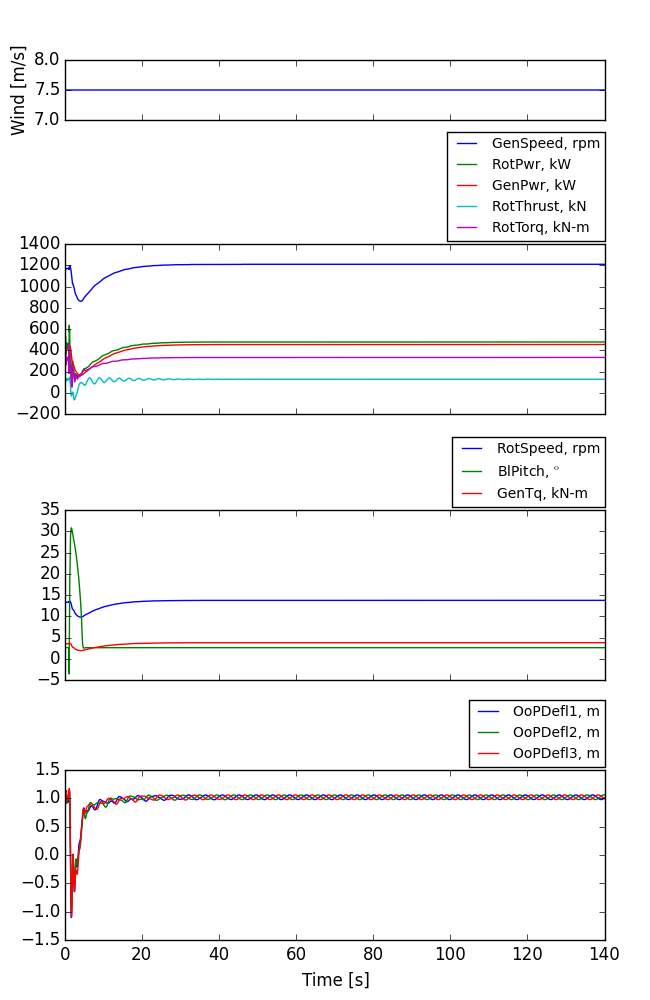 Wind [m/s]
8.0
7.5
7.0
GenSpeed, rpm
RotPwr, kW
GenPwr, kW
RotThrust, kN
RotTorq, kN-m
1400
1200
1000
800
600
400
200
0
−200
RotSpeed, rpm
BlPitch, °
GenTq, kN-m
35
30
25
20
15
10
5
0
−5
OoPDefl1, m
OoPDefl2, m
OoPDefl3, m
1.5
1.0
0.5
0.0
−0.5
−1.0
−1.5
0 20 40 60 80 100 120 140
Time [s]